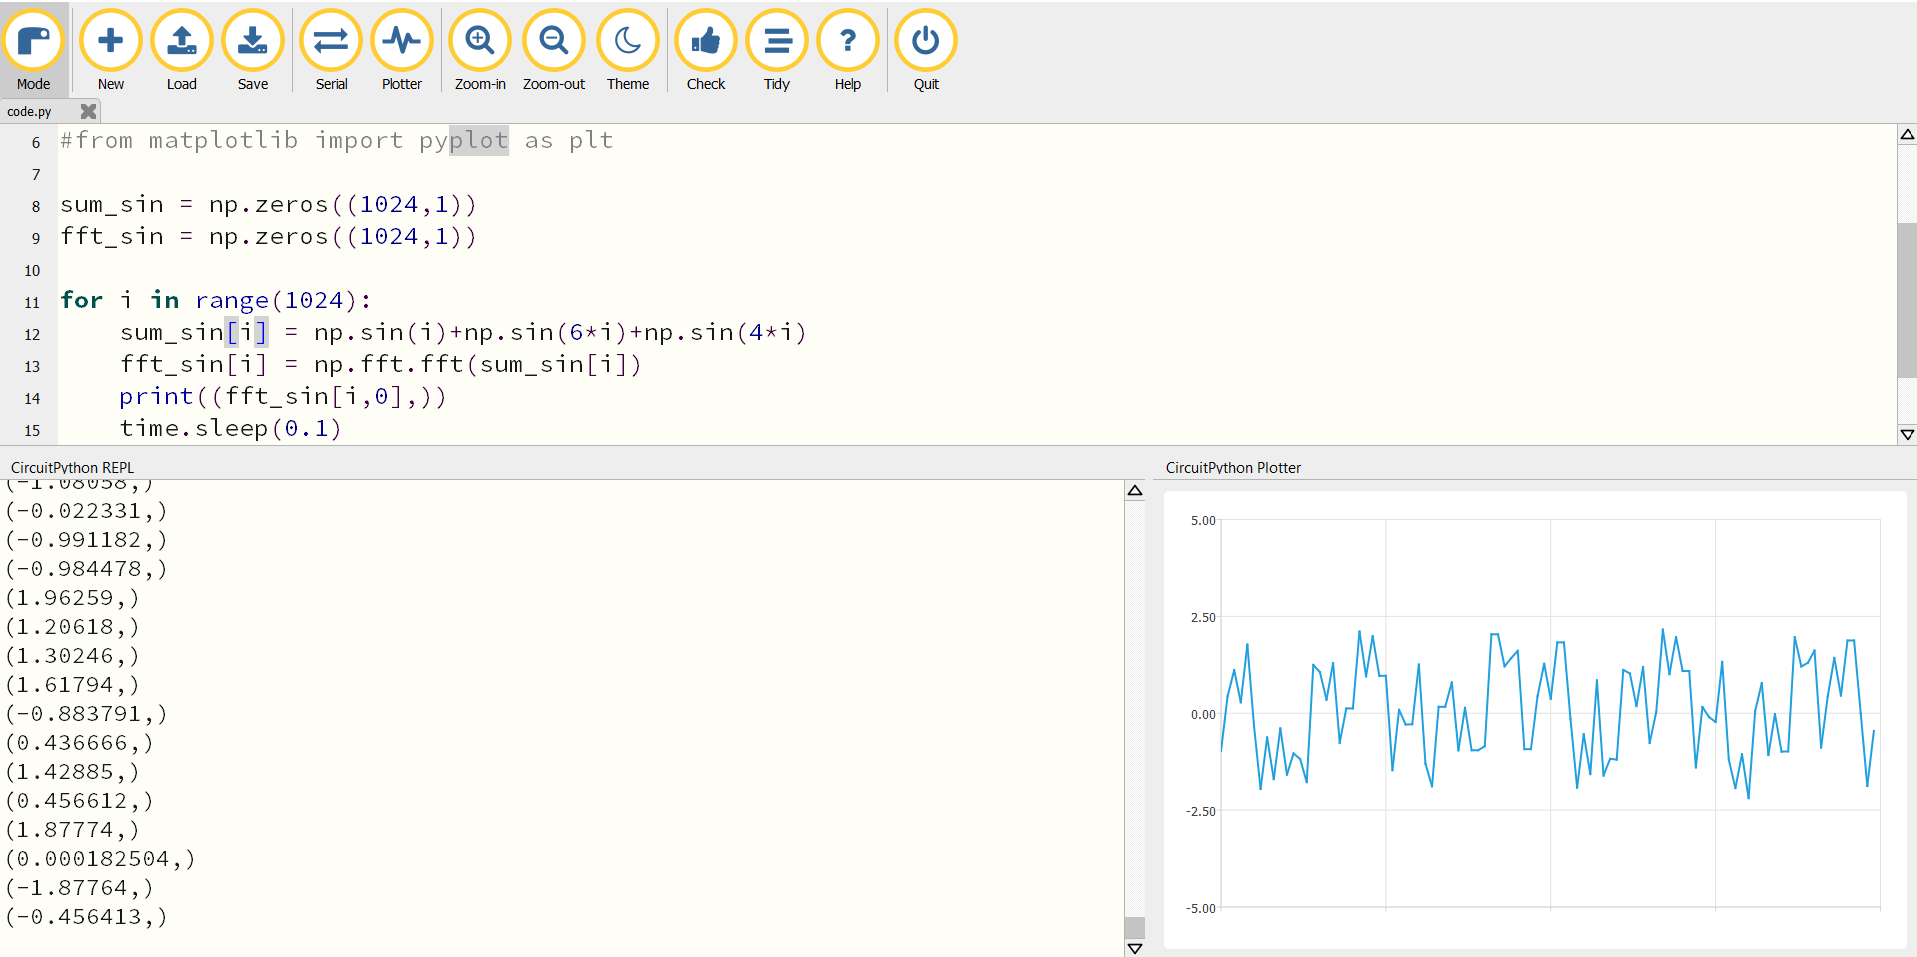 Mode New Load Save Serial Plotter Zoom-in Zoom-out Theme Check Tidy ? Help Quit
code.py
6 #from matplotlib import pyplot as plt
7
8 sum_sin = np.zeros((1024,1))
9 fft_sin = np.zeros((1024,1))
10
11 for i in range(1024):
12     sum_sin[i] = np.sin(i)+np.sin(6*i)+np.sin(4*i)
13     fft_sin[i] = np.fft.fft(sum_sin[i])
14     print((fft_sin[i,0],))
15     time.sleep(0.1)
CircuitPython REPL
(-1.08058,)
(-0.022331,)
(-0.991182,)
(-0.984478,)
(1.96259,)
(1.20618,)
(1.30246,)
(1.61794,)
(-0.883791,)
(0.436666,)
(1.42885,)
(0.456612,)
(1.87774,)
(0.000182504,)
(-1.87764,)
(-0.456413,)
CircuitPython Plotter
5.00
2.50
0.00
-2.50
-5.00